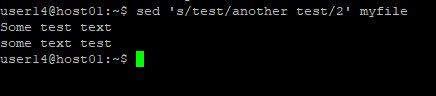 user14@host01:~$ sed 's/test/another test/2' myfile
Some test text
some text test
user14@host01:~$